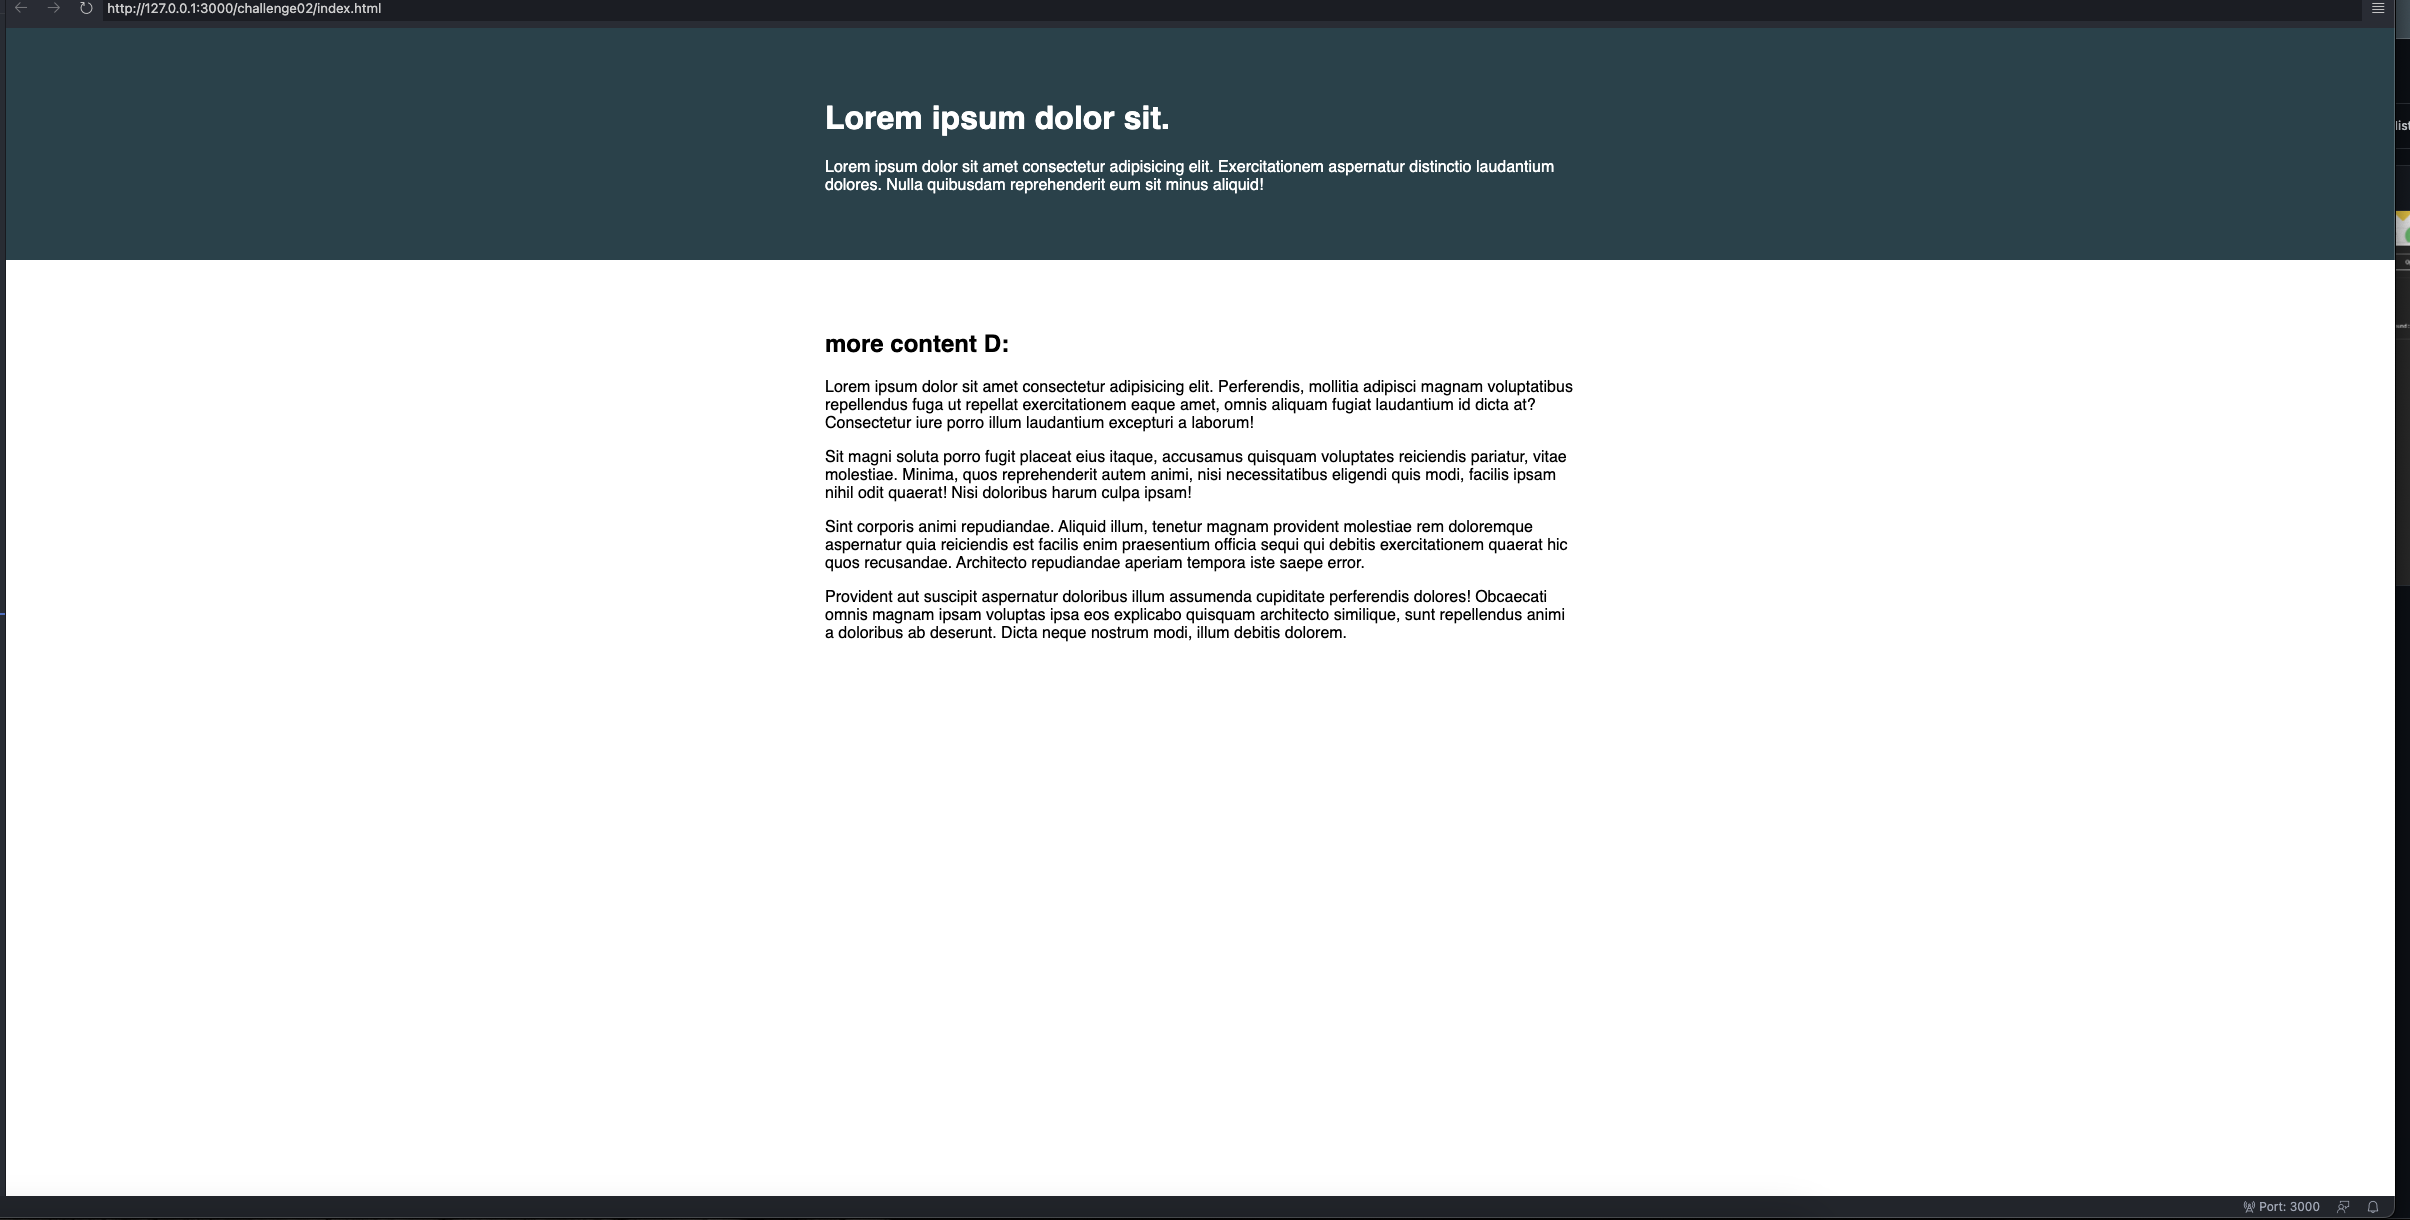 http://127.0.0.1:3000/challenge02/index.html
Lorem ipsum dolor sit.
Lorem ipsum dolor sit amet consectetur adipisicing elit. Exercitationem aspernatur distinctio laudantium
dolores. Nulla quibusdam reprehenderit eum sit minus aliquid!
list
more content D:
Lorem ipsum dolor sit amet consectetur adipisicing elit. Perferendis, mollitia adipisci magnam voluptatibus
repellendus fuga ut repellat exercitationem eaque amet, omnis aliquam fugiat laudantium id dicta at?
Consectetur iure porro illum laudantium excepturi a laborum!
Sit magni soluta porro fugit placeat eius itaque, accusamus quisquam voluptates reiciendis pariatur, vitae
molestiae. Minima, quos reprehenderit autem animi, nisi necessitatibus eligendi quis modi, facilis ipsam
nihil odit quaerat! Nisi doloribus harum culpa ipsam!
Sint corporis animi repudiandae. Aliquid illum, tenetur magnam provident molestiae rem doloremque
aspernatur quia reiciendis est facilis enim praesentium officia sequi qui debitis exercitationem quaerat hic
quos recusandae. Architecto repudiandae aperiam tempora iste saepe error.
Provident aut suscipit aspernatur doloribus illum assumenda cupiditate perferendis dolores! Obcaecati
omnis magnam ipsam voluptas ipsa eos explicabo quisquam architecto similique, sunt repellendus animi
a doloribus ab deserunt. Dicta neque nostrum modi, illum debitis dolorem.
Port: 3000